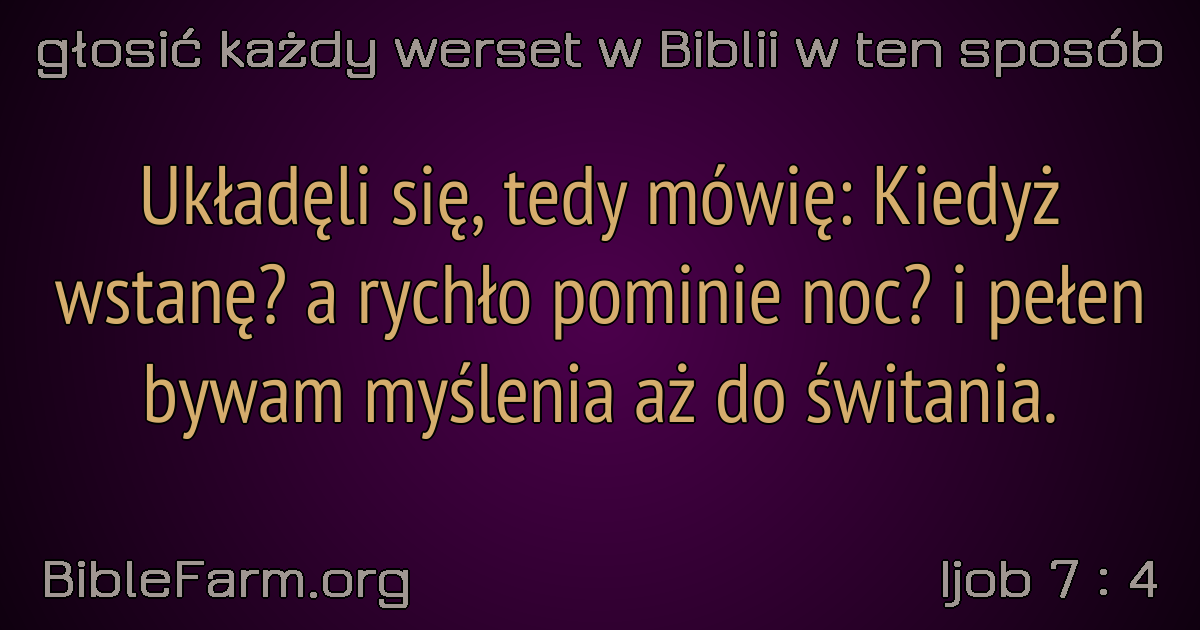 głosić każdy werset w Biblii w ten sposób
Układęli się, tedy mówię: Kiedyż
wstanę? a rychło pominie noc? i pełen
bywam myślenia aż do świtania.
BibleFarm.org
Ijob 7 : 4